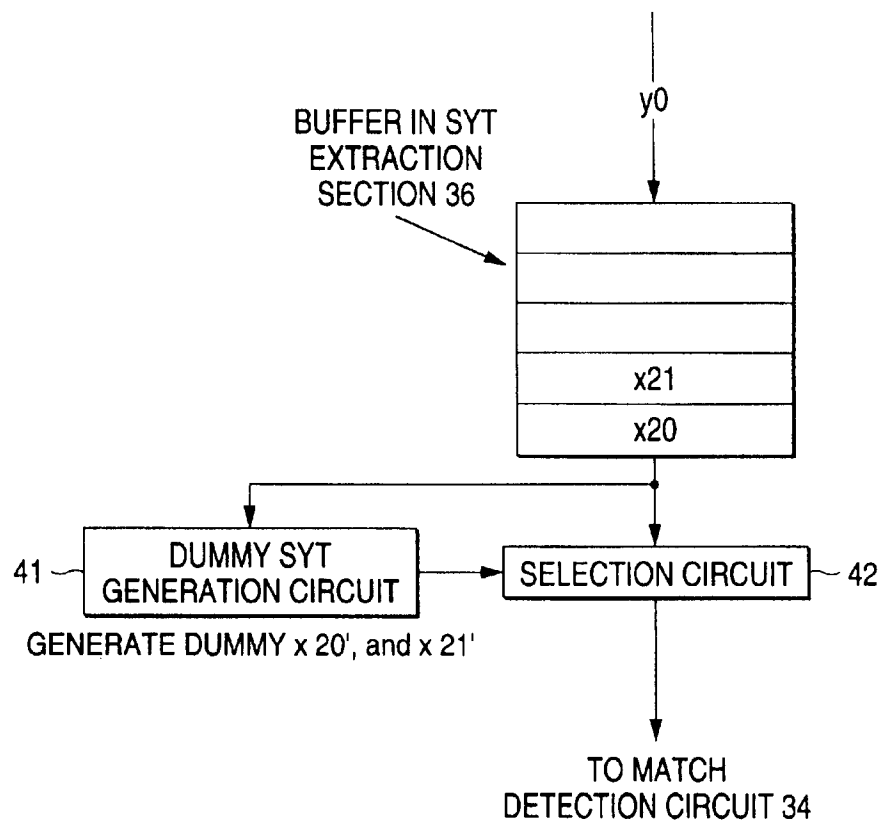 y0
BUFFER IN SYT
EXTRACTION
SECTION 36
x21
x20
41
DUMMY SYT
GENERATION CIRCUIT
SELECTION CIRCUIT
42
GENERATE DUMMY x 20', and x 21'
TO MATCH
DETECTION CIRCUIT 34